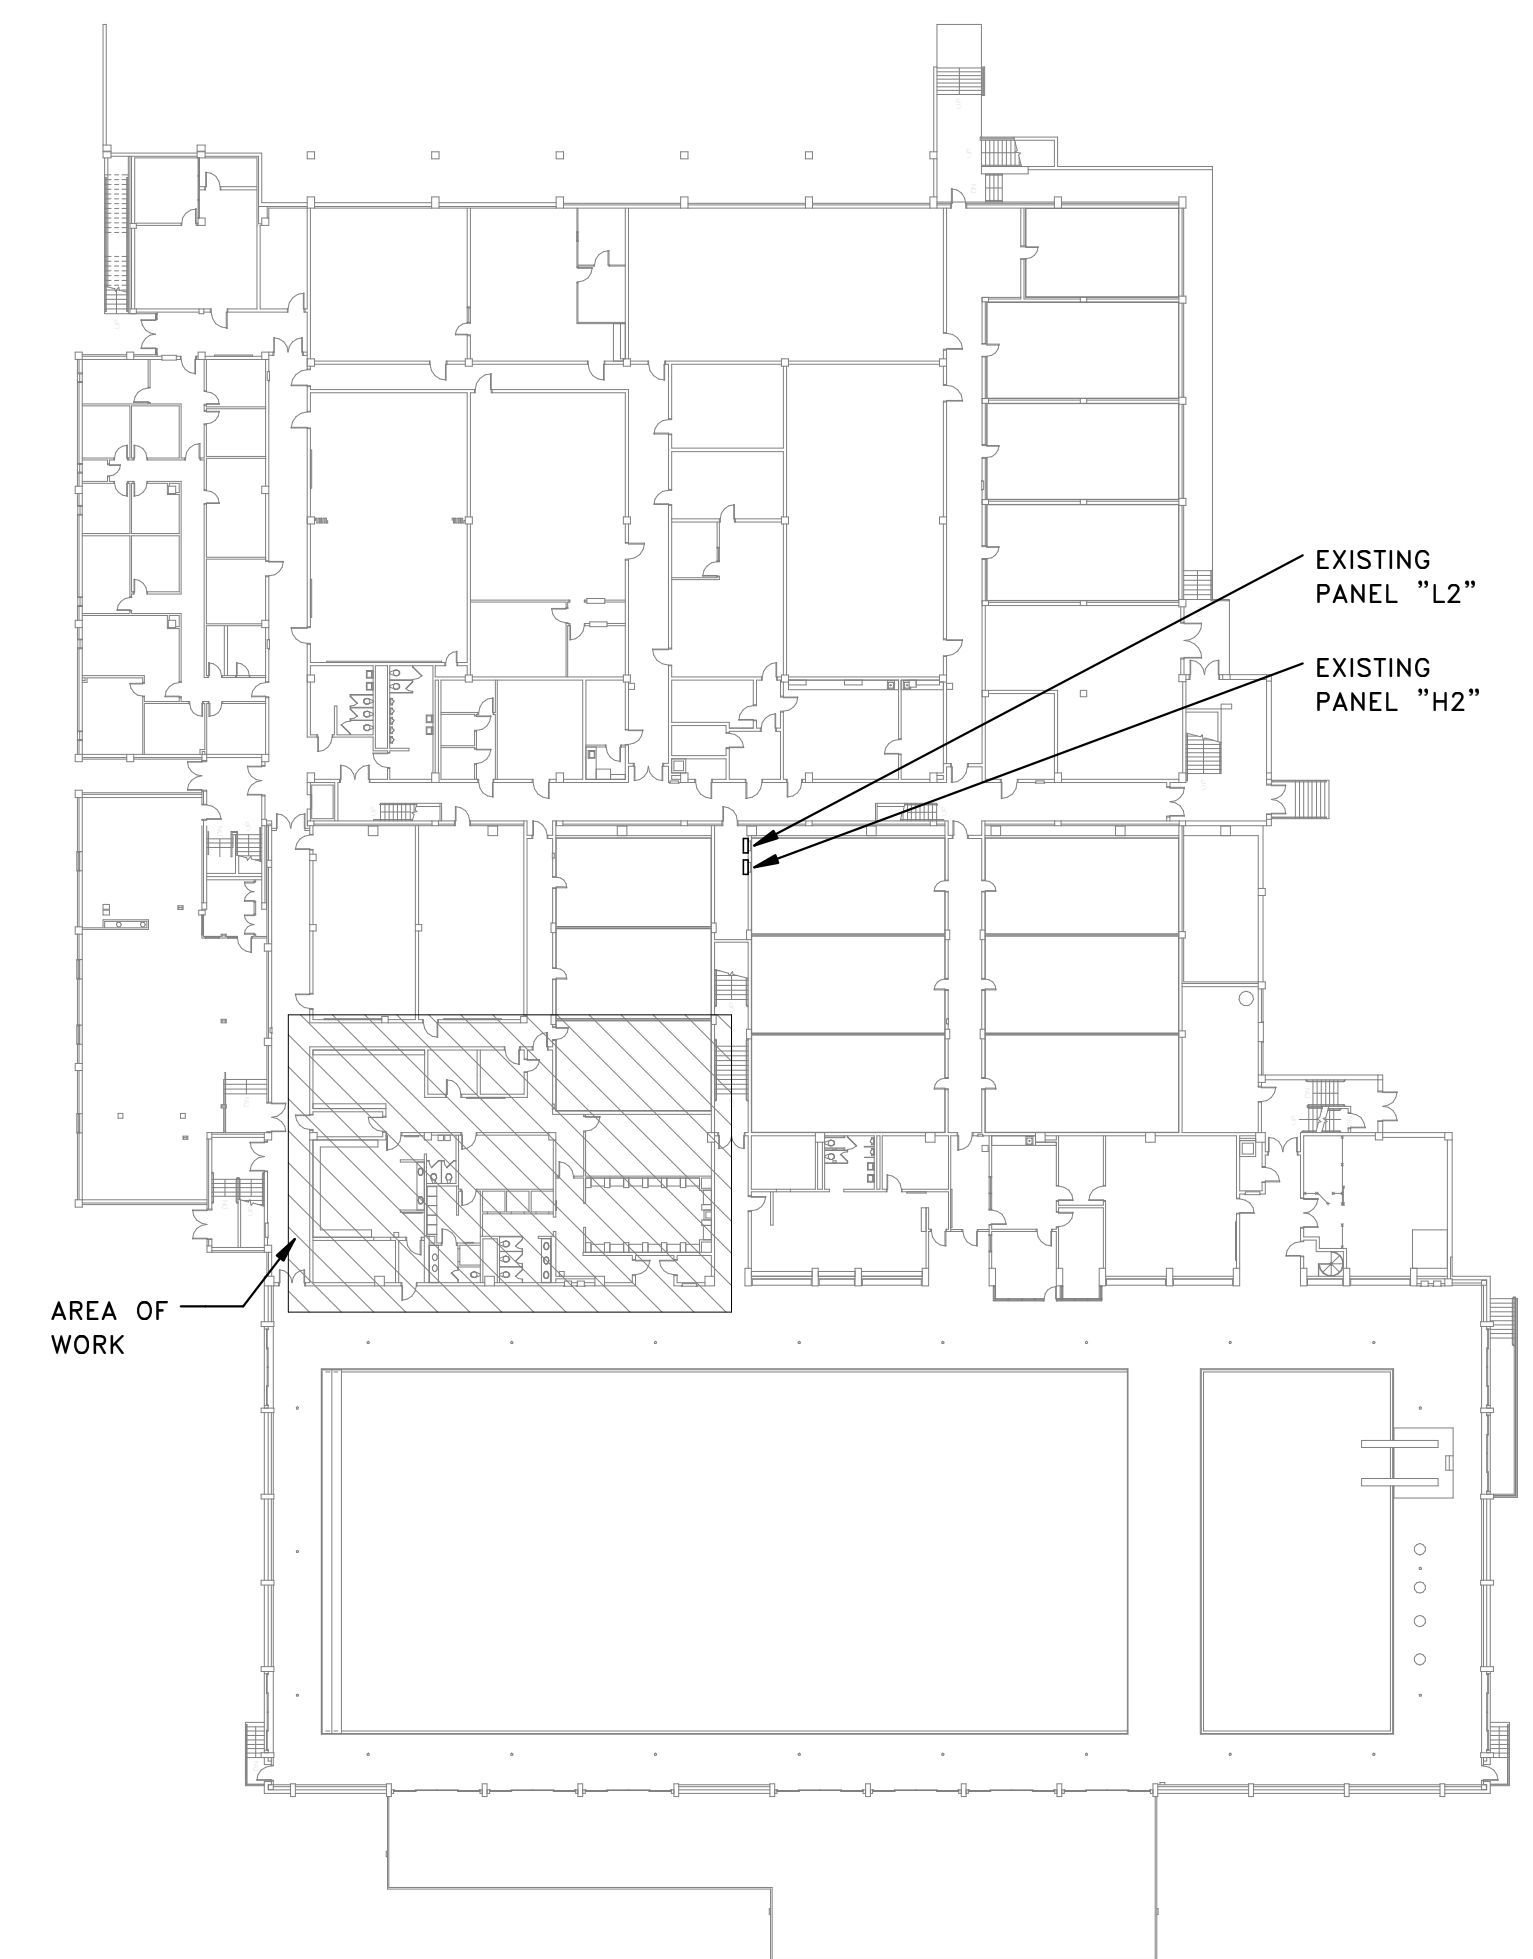 EXISTING
PANEL "L2"
EXISTING
PANEL "H2"
AREA OF
WORK